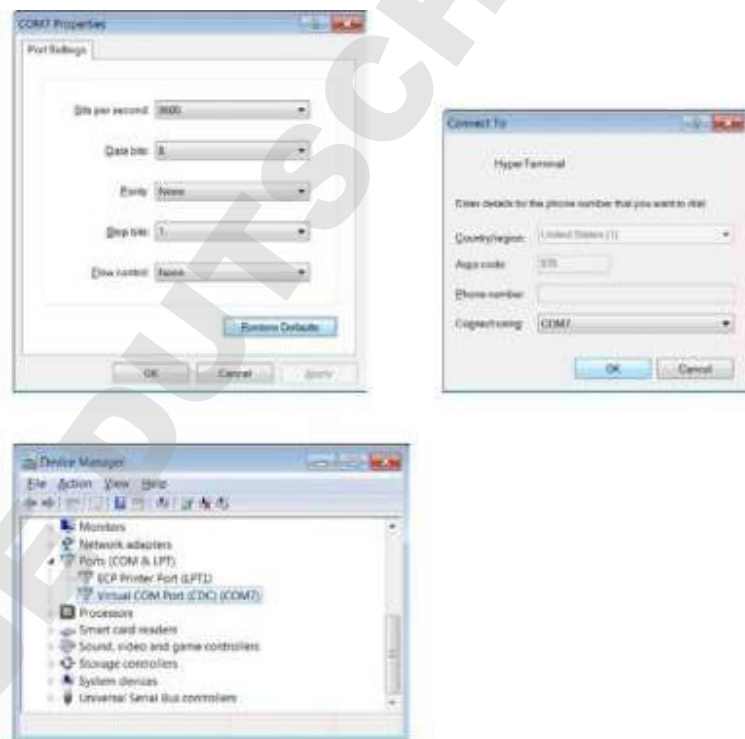 COM7 Properties
Port Settings
Bits per second: 9600
Data bits: 8
Parity: None
Stop bits: 1
Flow control: None
Restore Defaults
OK Cancel Apply
Connect To
HyperTerminal
Enter details for the phone number that you want to dial:
Country/region: United States (1)
Area code:
Phone number:
Connect using: COM7
OK Cancel
Device Manager
File Action View Help
Monitors
Network adapters
Ports (COM & LPT)
ECP Printer Port (LPT1)
Virtual COM Port (CDC) (COM7)
Processors
Smart card readers
Sound, video and game controllers
Storage controllers
System devices
Universal Serial Bus controllers
EDUTSCH